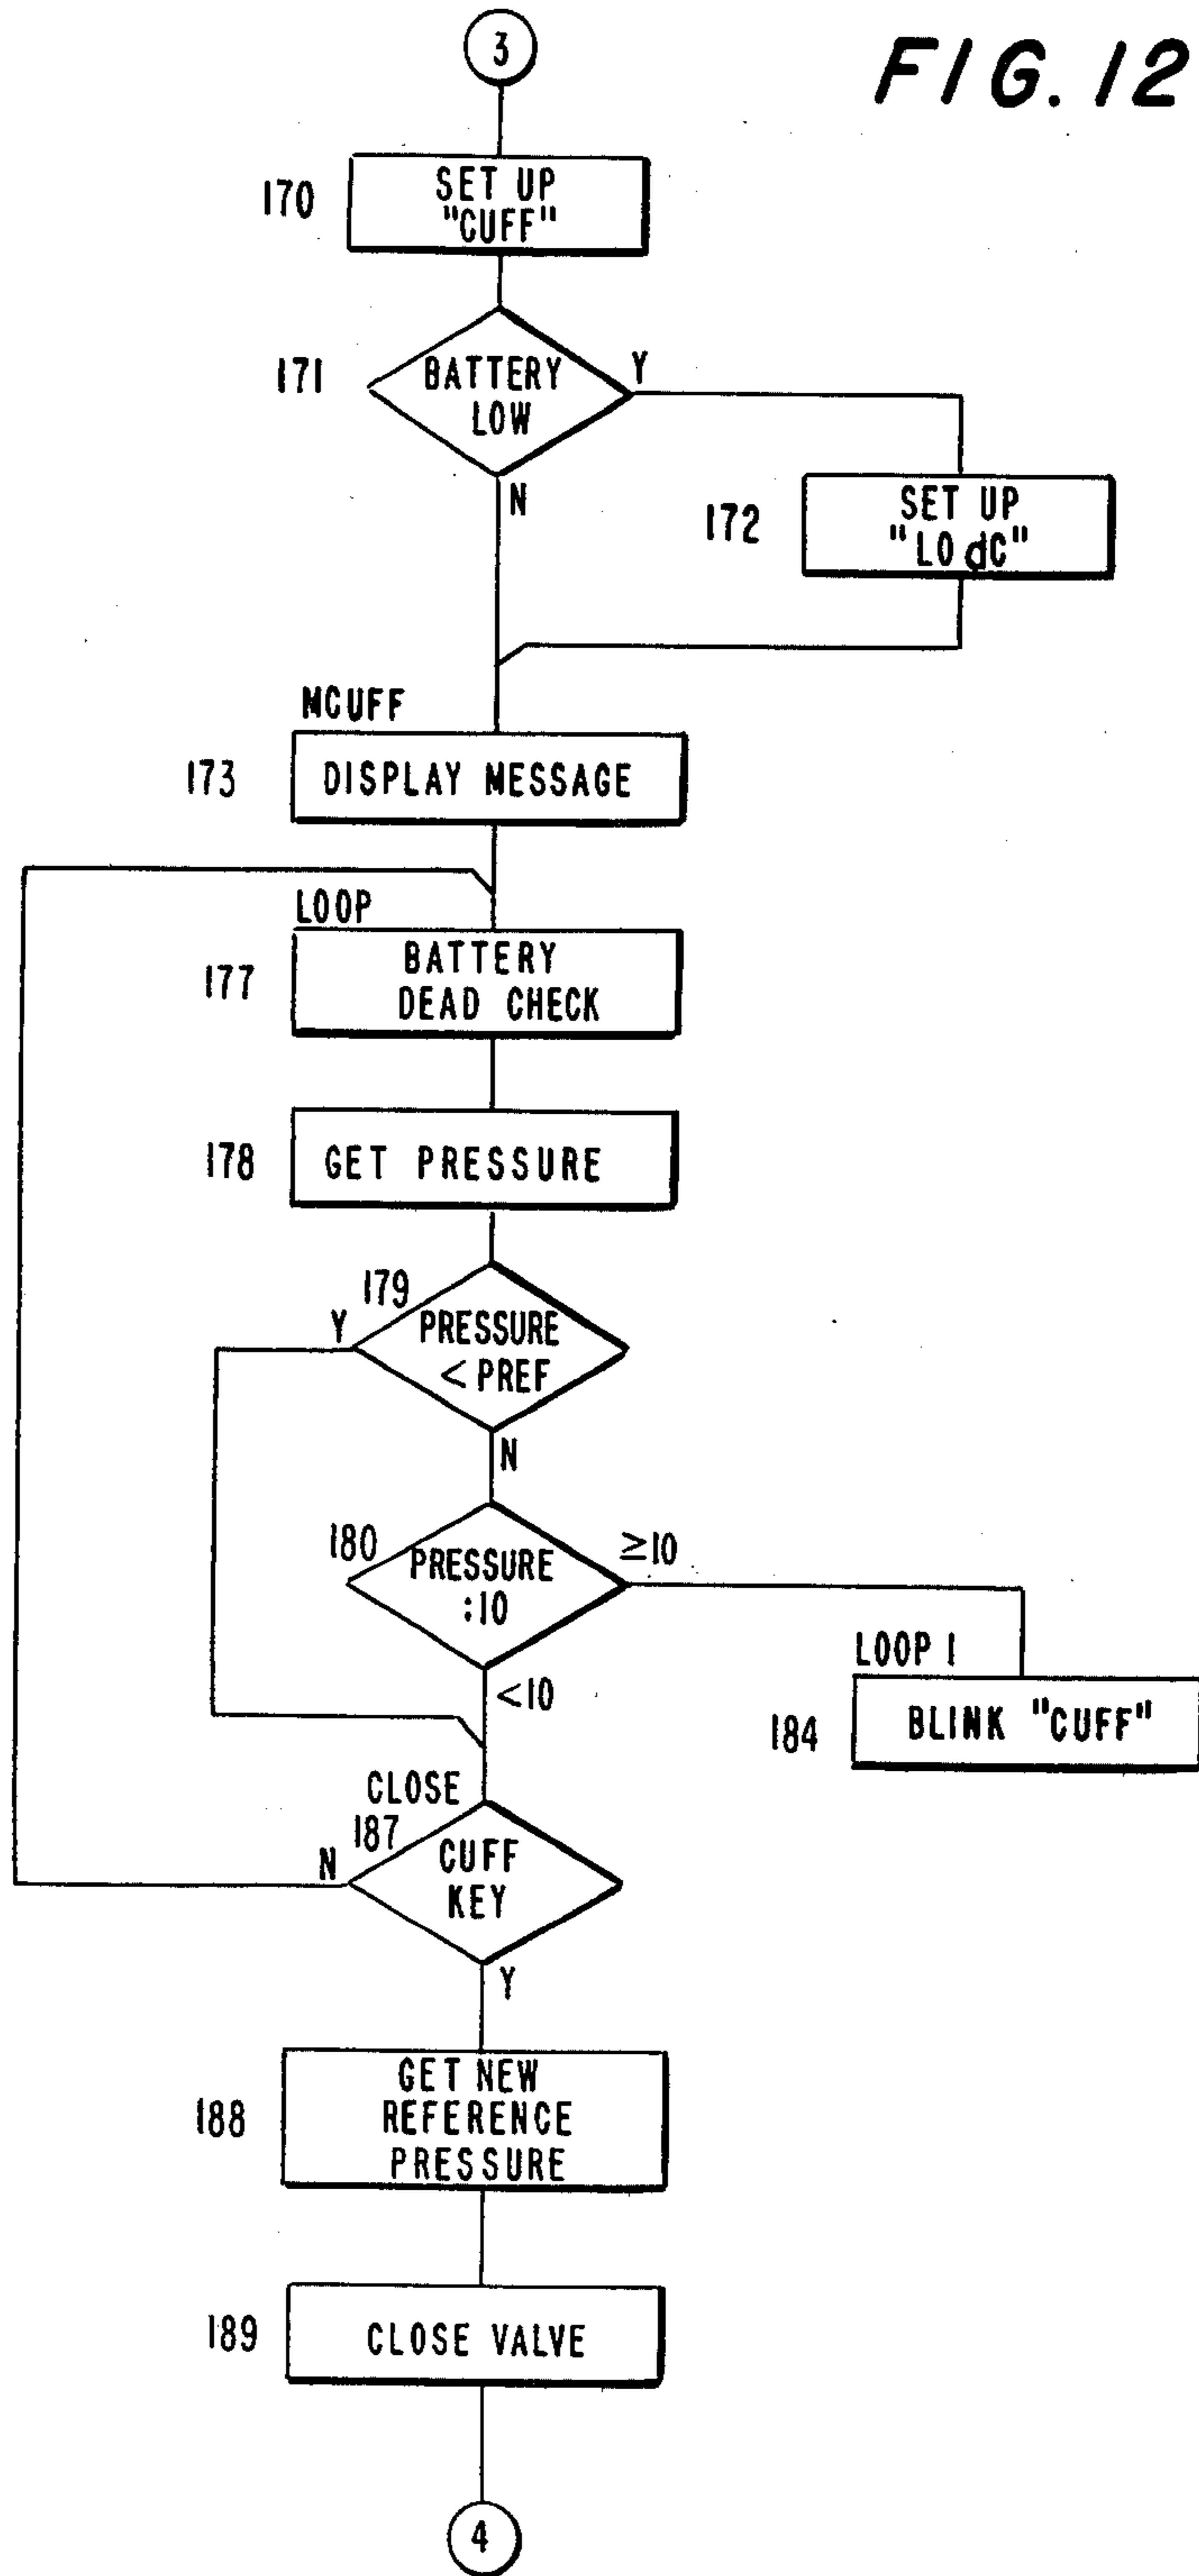 FIG. 12
3
170
SET UP
"CUFF"
171
BATTERY
LOW
Y
N
172
SET UP
"LO dC"
MCUFF
173
DISPLAY MESSAGE
LOOP
177
BATTERY
DEAD CHECK
178
GET PRESSURE
179
Y
PRESSURE
< PREF
N
180
PRESSURE
:10
≥10
<10
LOOP 1
184
BLINK "CUFF"
CLOSE
187
N
CUFF
KEY
Y
188
GET NEW
REFERENCE
PRESSURE
189
CLOSE VALVE
4